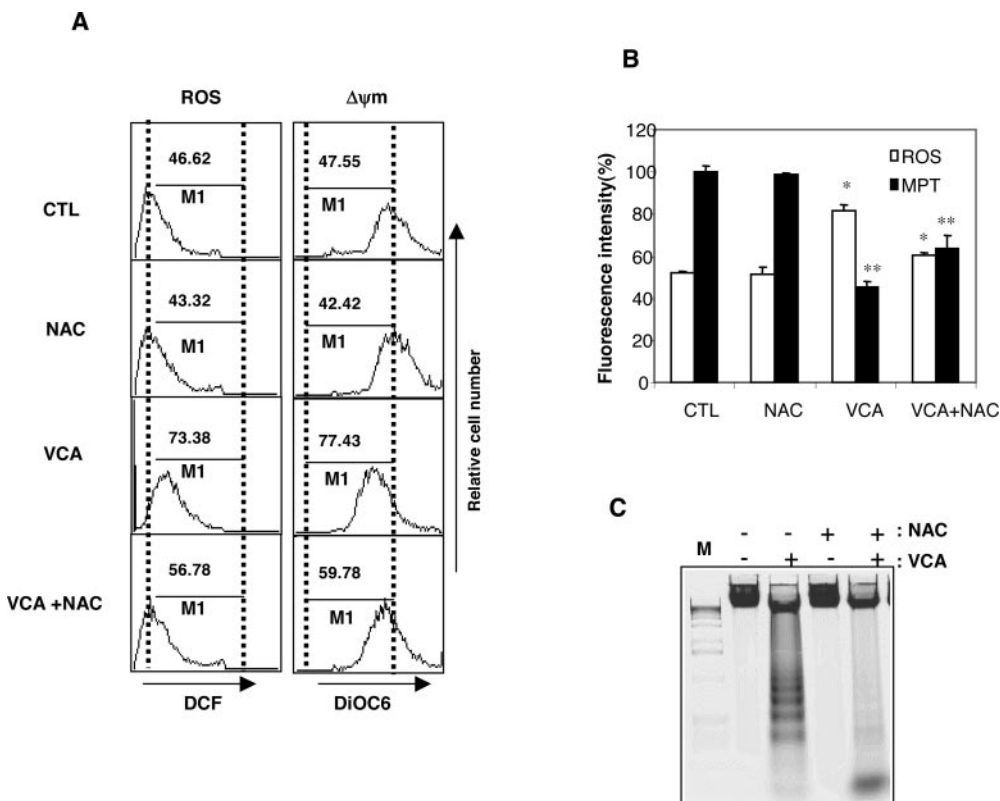 A
ROS Δψm
CTL
46.62
M1
47.55
M1
NAC
43.32
M1
42.42
M1
VCA
73.38
M1
77.43
M1
VCA +NAC
56.78
M1
59.78
M1
DCF DiOC6
Relative cell number
B
Fluorescence intensity(%)
120
100
80
60
40
20
0
ROS
MPT
*
**
*
**
CTL NAC VCA VCA+NAC
C
M - - + + : NAC
- + - + : VCA